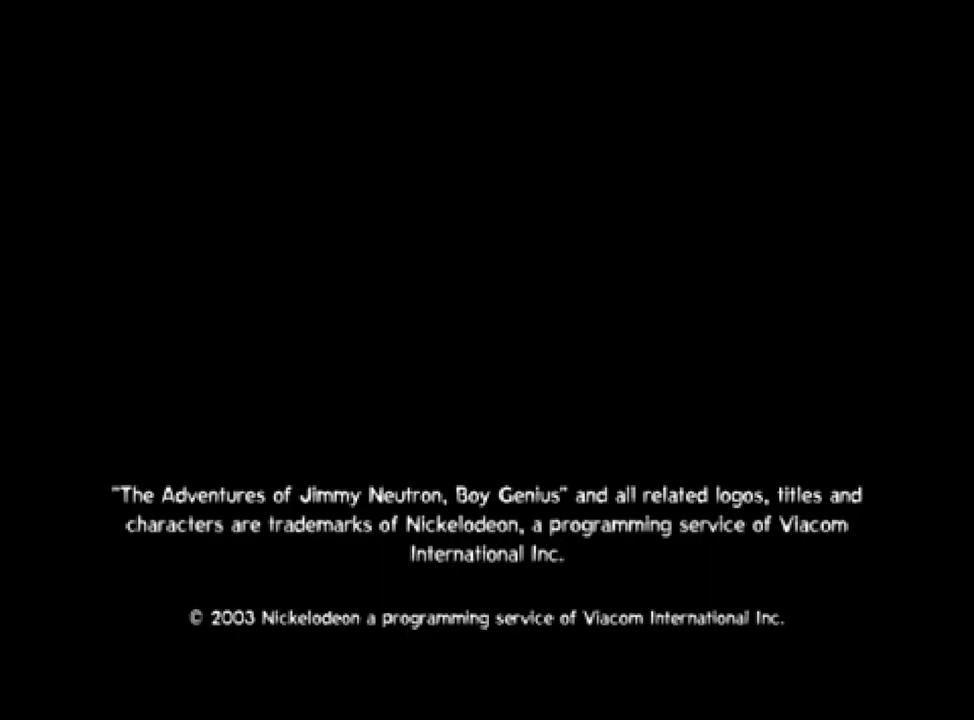 "The Adventures of Jimmy Neutron, Boy Genius" and all related logos, titles and
characters are trademarks of Nickelodeon, a programming service of Viacom
International Inc.
© 2003 Nickelodeon a programming service of Viacom International Inc.